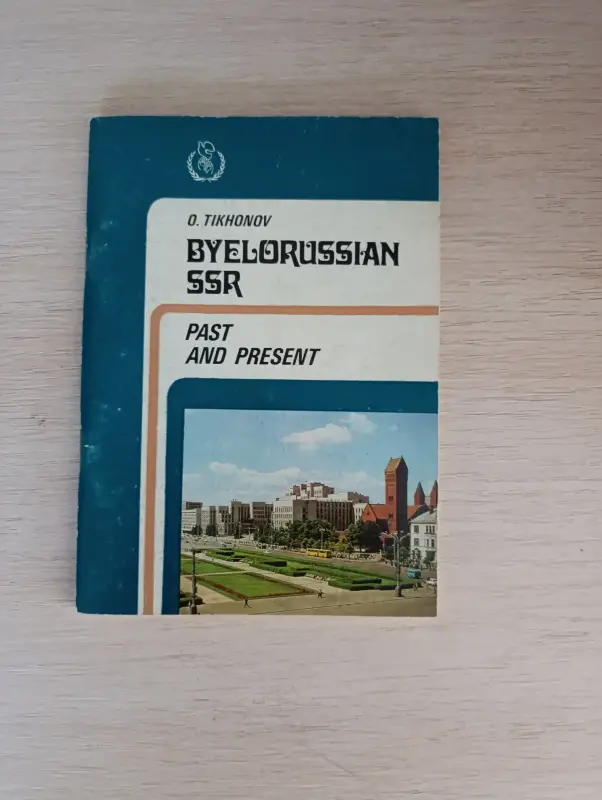 O. TIKHONOV
BYELORUSSIAN
SSR
PAST
AND PRESENT